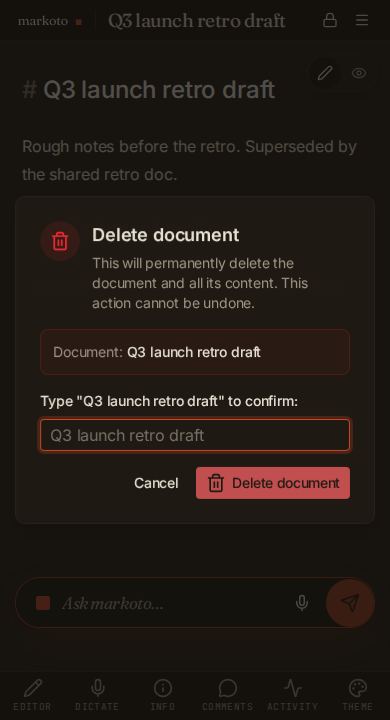 markoto
Q3 launch retro draft
# Q3 launch retro draft
Rough notes before the retro. Superseded by
the shared retro doc.
Delete document
This will permanently delete the
document and all its content. This
action cannot be undone.
Document: Q3 launch retro draft
Type "Q3 launch retro draft" to confirm:
Q3 launch retro draft
Cancel
Delete document
Ask markoto...
EDITOR
DICTATE
INFO
COMMENTS
ACTIVITY
THEME